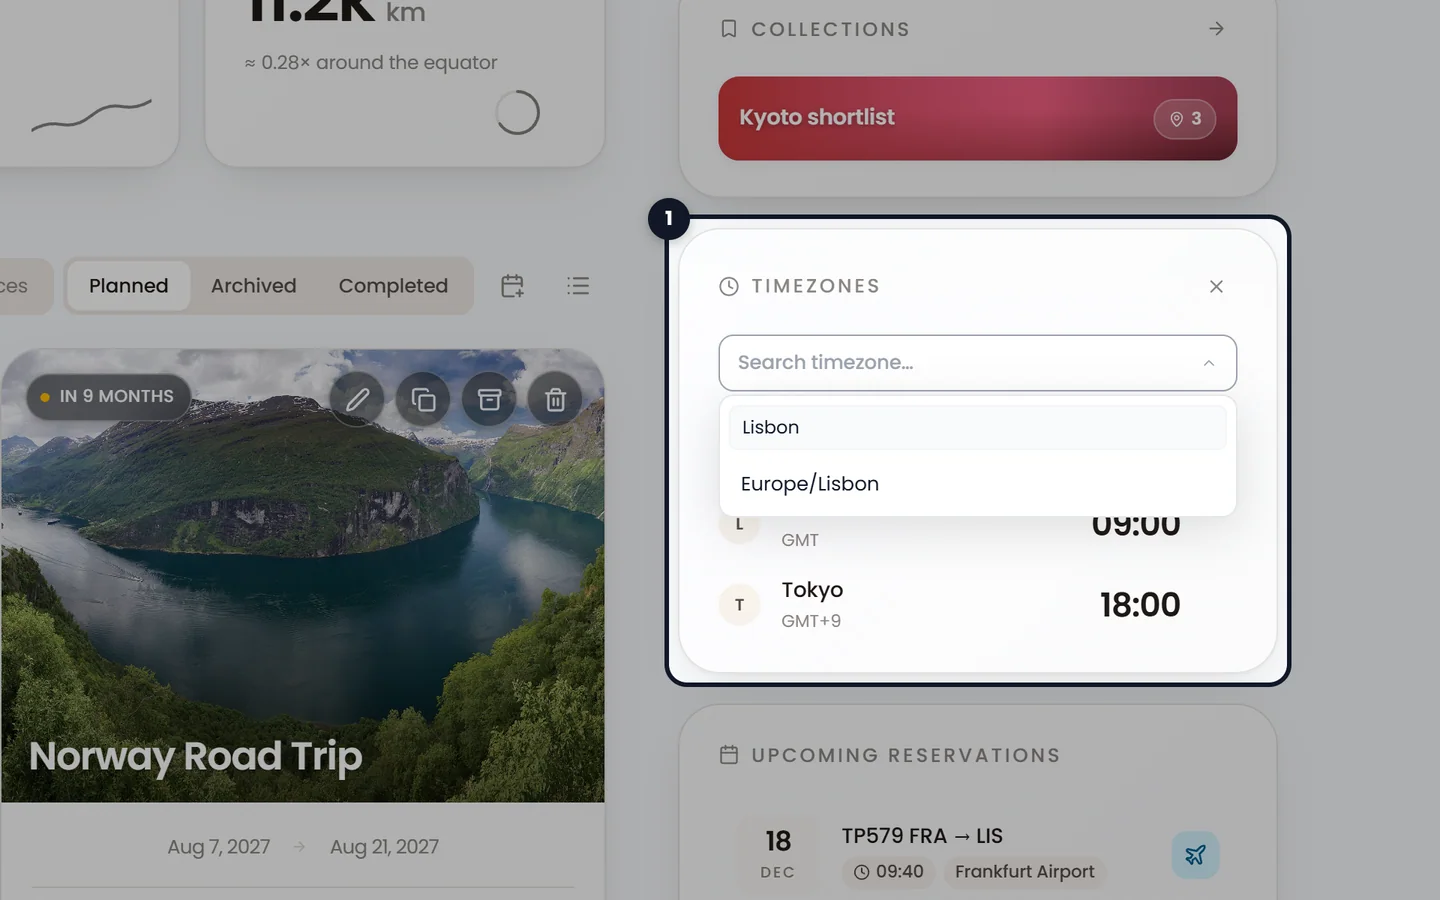 11.2k km
≈ 0.28× around the equator
Planned
Archived
Completed
IN 9 MONTHS
Norway Road Trip
Aug 7, 2027 → Aug 21, 2027
COLLECTIONS
Kyoto shortlist
3
1
TIMEZONES
Search timezone...
Lisbon
Europe/Lisbon
L
GMT
09:00
T
Tokyo
GMT+9
18:00
UPCOMING RESERVATIONS
18
DEC
TP579 FRA → LIS
09:40
Frankfurt Airport